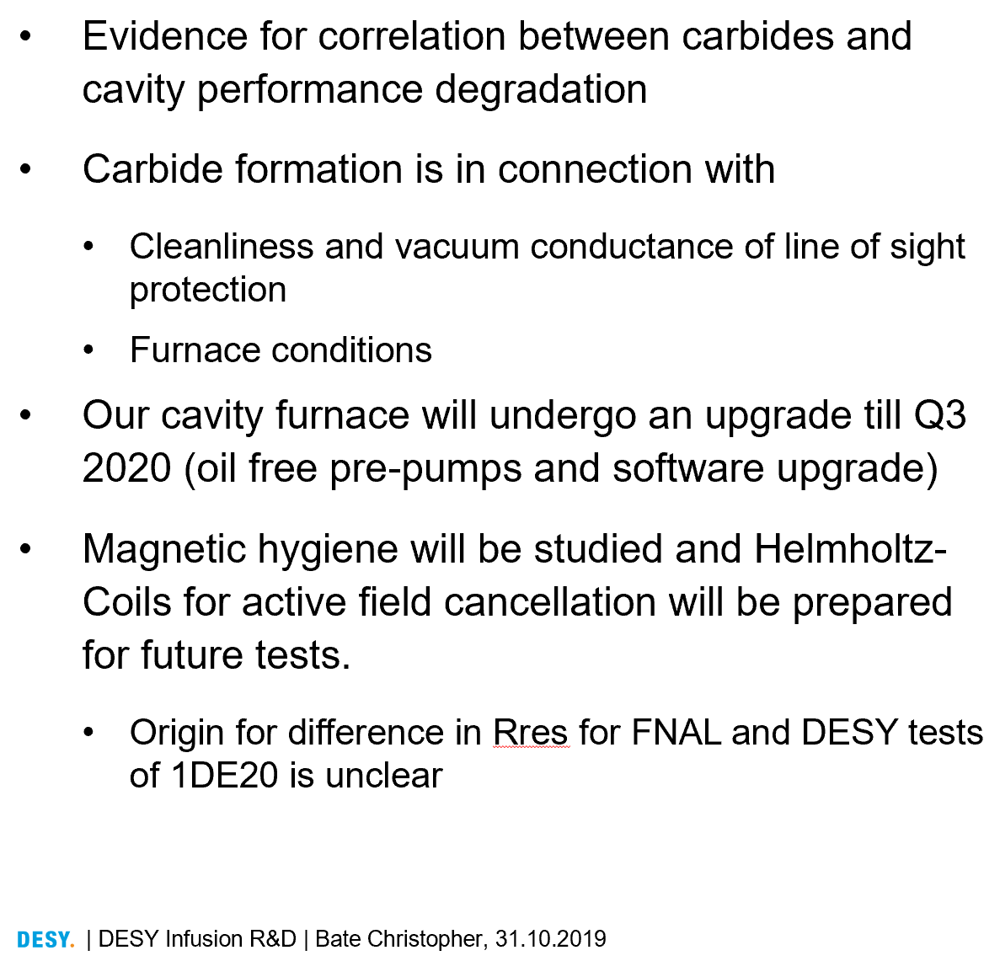 • Evidence for correlation between carbides and
cavity performance degradation
• Carbide formation is in connection with
• Cleanliness and vacuum conductance of line of sight
protection
• Furnace conditions
• Our cavity furnace will undergo an upgrade till Q3
2020 (oil free pre-pumps and software upgrade)
• Magnetic hygiene will be studied and Helmholtz-
Coils for active field cancellation will be prepared
for future tests.
• Origin for difference in Rres for FNAL and DESY tests
of 1DE20 is unclear
DESY. | DESY Infusion R&D | Bate Christopher, 31.10.2019